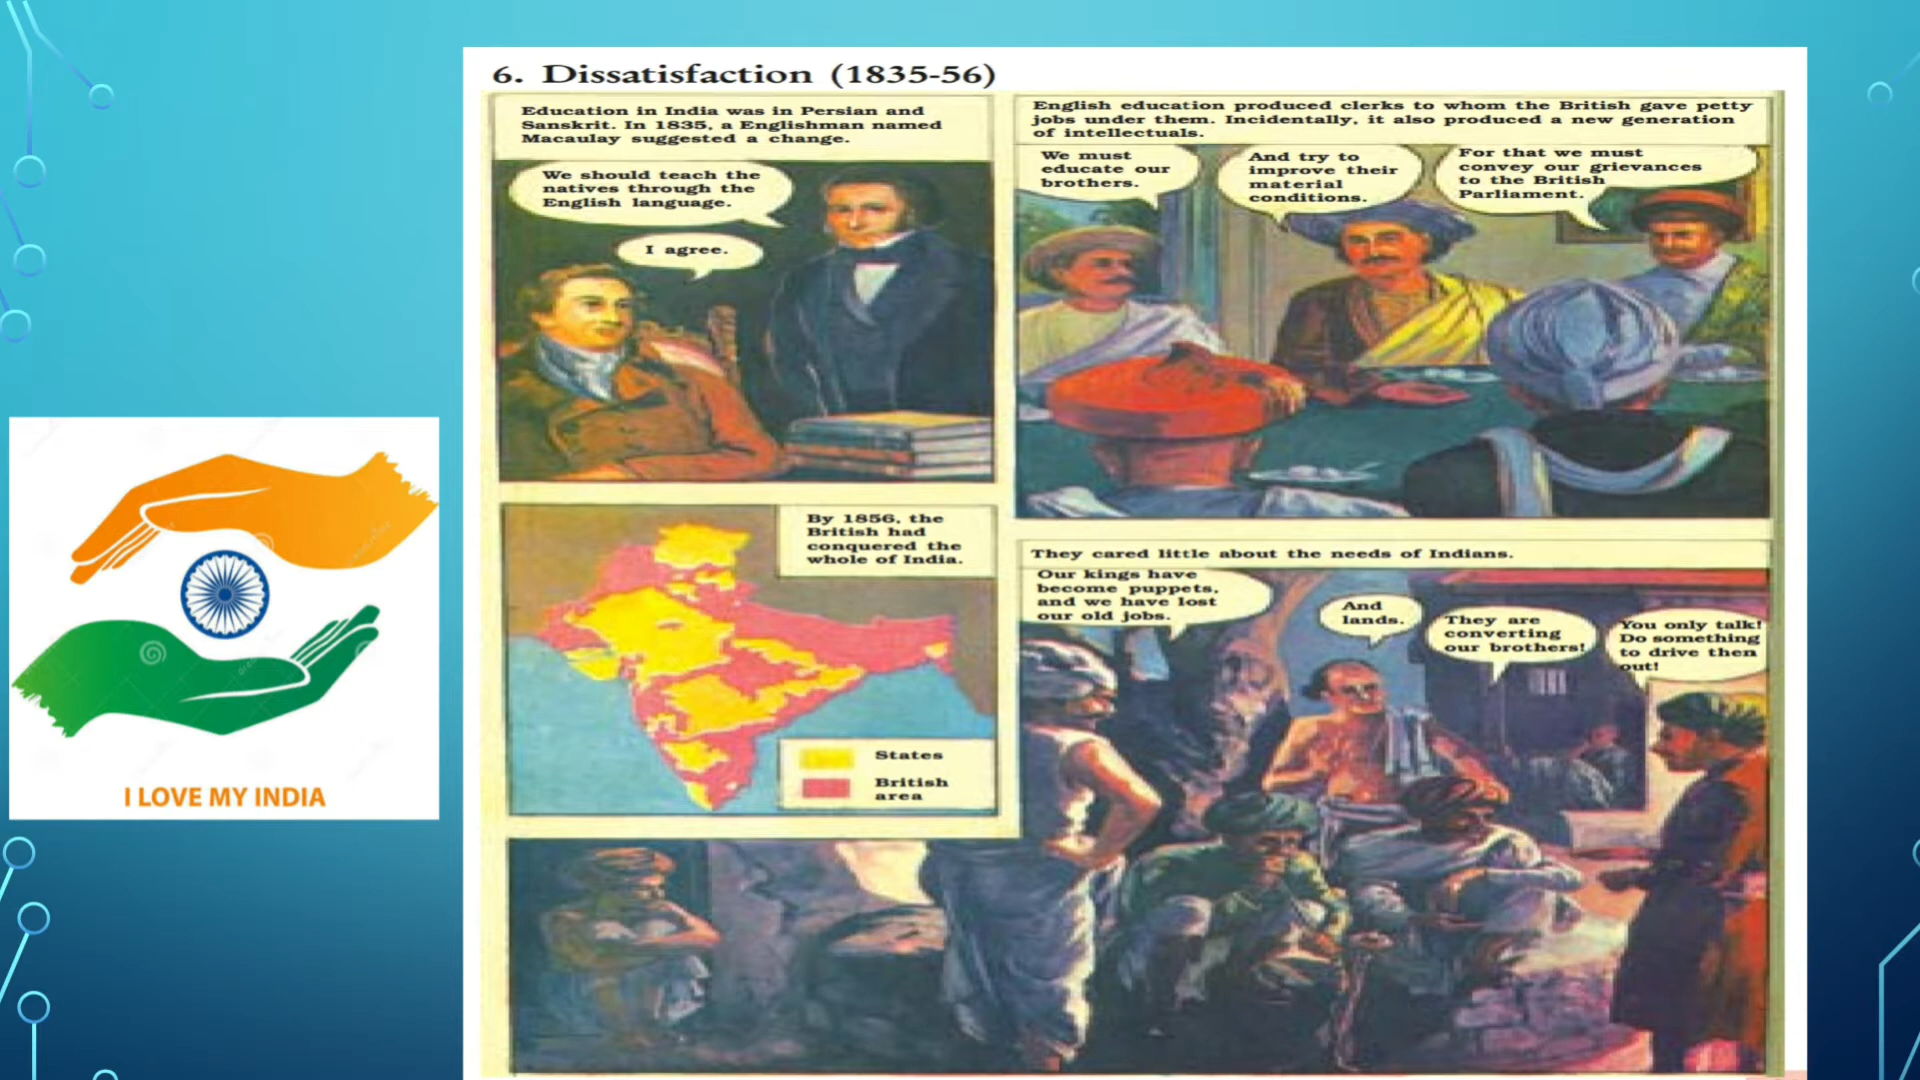 6. Dissatisfaction (1835-56)
Education in India was in Persian and
Sanskrit. In 1835, a Englishman named
Macaulay suggested a change.
We should teach the
natives through the
English language.
I agree.
English education produced clerks to whom the British gave petty
jobs under them. Incidentally, it also produced a new generation
of intellectuals.
We must
educate our
brothers.
And try to
improve their
material
conditions.
For that we must
convey our grievances
to the British
Parliament.
By 1856, the
British had
conquered the
whole of India.
States
British
area
They cared little about the needs of Indians.
Our kings have
become puppets,
and we have lost
our old jobs.
And
lands.
They are
converting
our brothers!
You only talk!
Do something
to drive then
out!
I LOVE MY INDIA